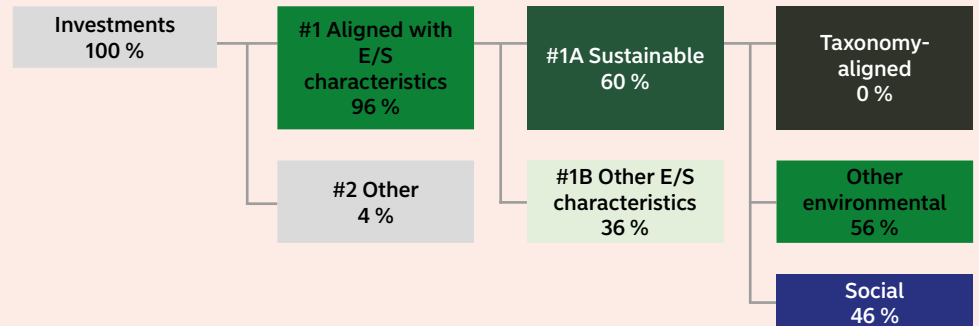 Investments
100 %
#1 Aligned with
E/S
characteristics
96 %
#1A Sustainable
60 %
Taxonomy-
aligned
0 %
#2 Other
4 %
#1B Other E/S
characteristics
36 %
Other
environmental
56 %
Social
46 %